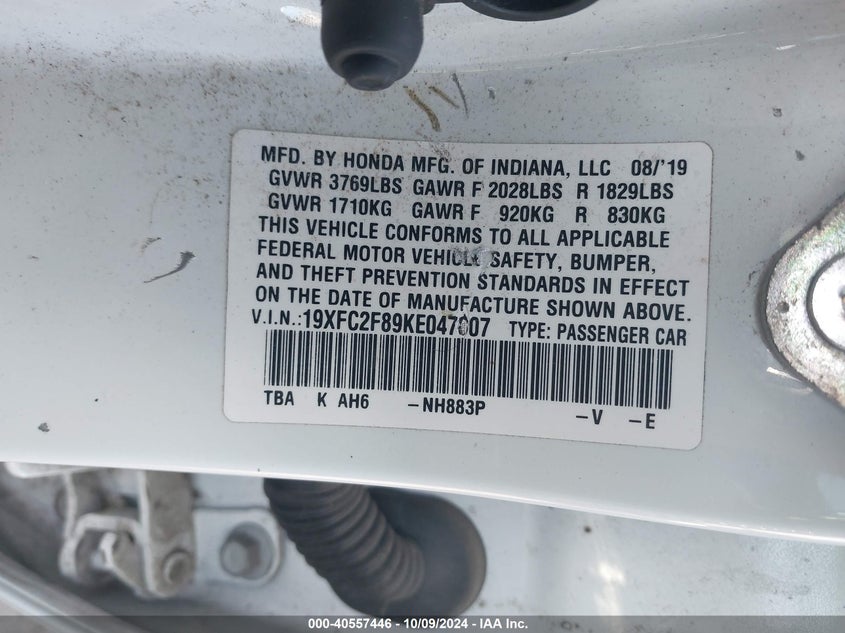 MFD. BY HONDA MFG. OF INDIANA, LLC 08/'19
GVWR 3769LBS GAWR F 2028LBS R 1829LBS
GVWR 1710KG GAWR F 920KG R 830KG
THIS VEHICLE CONFORMS TO ALL APPLICABLE
FEDERAL MOTOR VEHICLE SAFETY, BUMPER,
AND THEFT PREVENTION STANDARDS IN EFFECT
ON THE DATE OF MANUFACTURE SHOWN ABOVE.
V.I.N.:19XFC2F89KE047807 TYPE: PASSENGER CAR
TBA K AH6 -NH883P -V -E
000-40557446 - 10/09/2024 - IAA Inc.